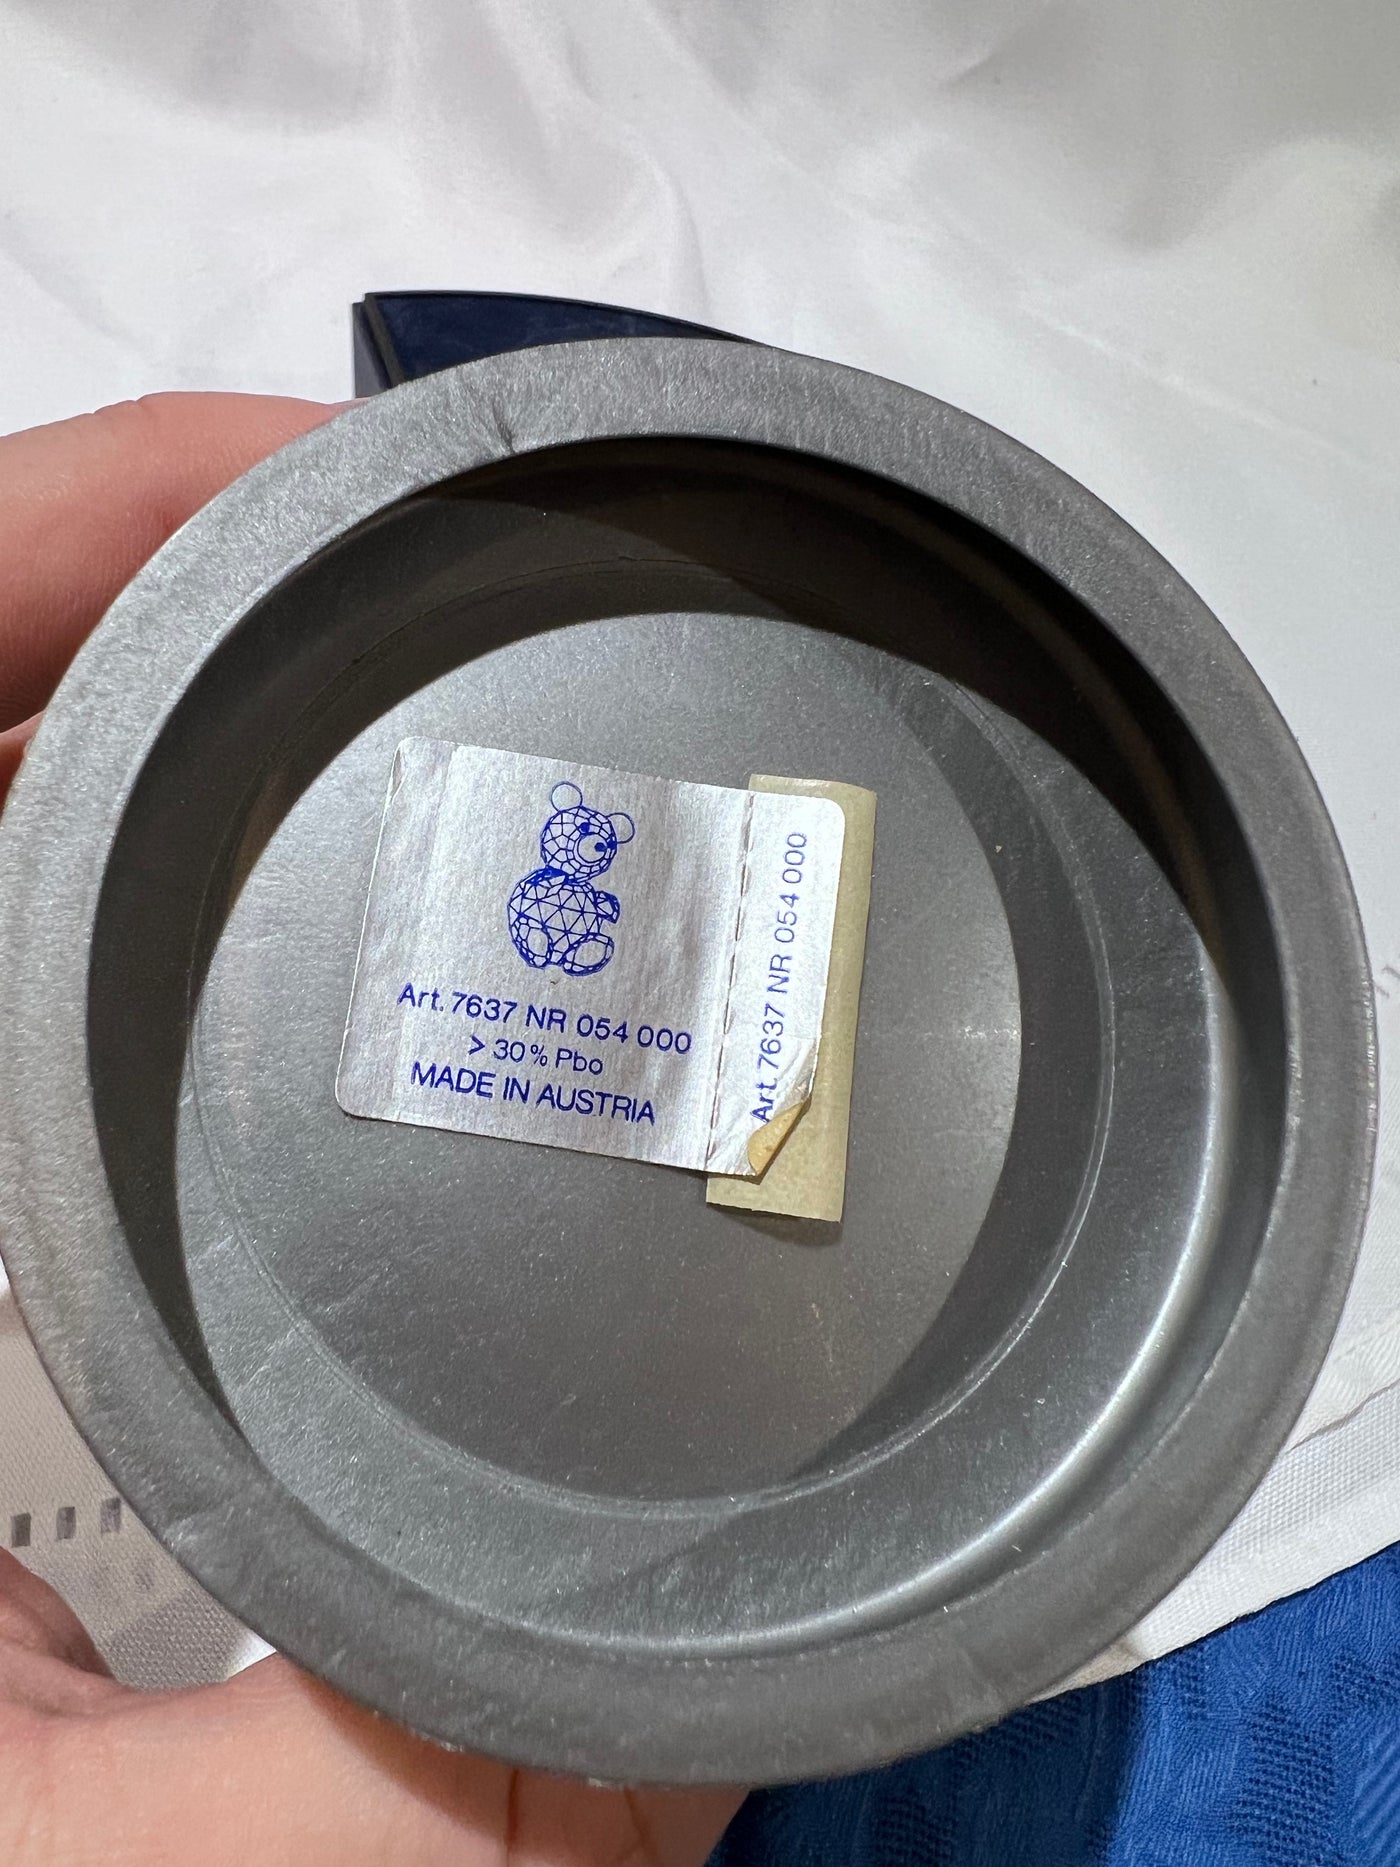 Art. 7637 NR 054 000
> 30% Pbo
MADE IN AUSTRIA
Art. 7637 NR 054 000